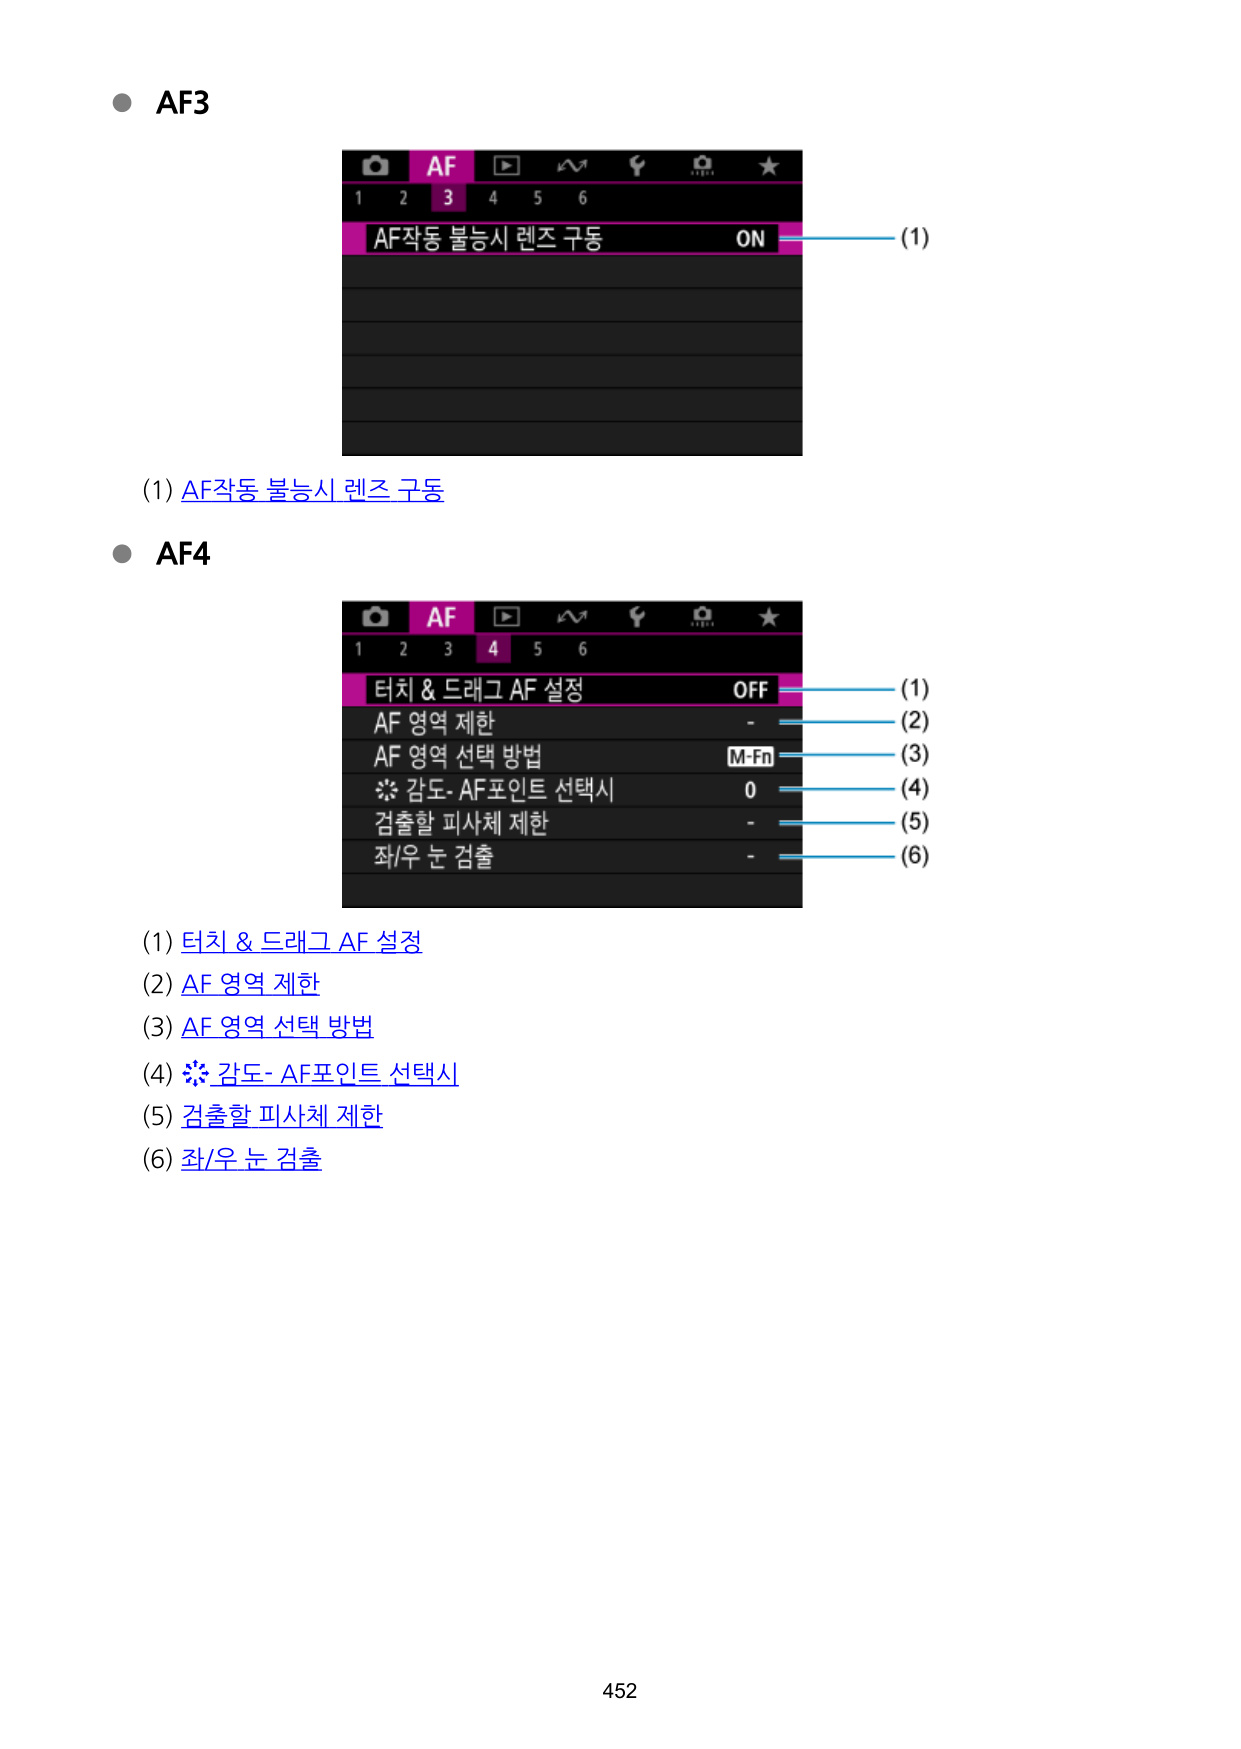 AF3
AF
1 2 3 4 5 6
AF작동 불능시 렌즈 구동 ON (1)
(1) AF작동 불능시 렌즈 구동
AF4
AF
1 2 3 4 5 6
터치 & 드래그 AF 설정 OFF (1)
AF 영역 제한 - (2)
AF 영역 선택 방법 M-Fn (3)
감도- AF포인트 선택시 0 (4)
검출할 피사체 제한 - (5)
좌/우 눈 검출 - (6)
(1) 터치 & 드래그 AF 설정
(2) AF 영역 제한
(3) AF 영역 선택 방법
(4) 감도- AF포인트 선택시
(5) 검출할 피사체 제한
(6) 좌/우 눈 검출
452